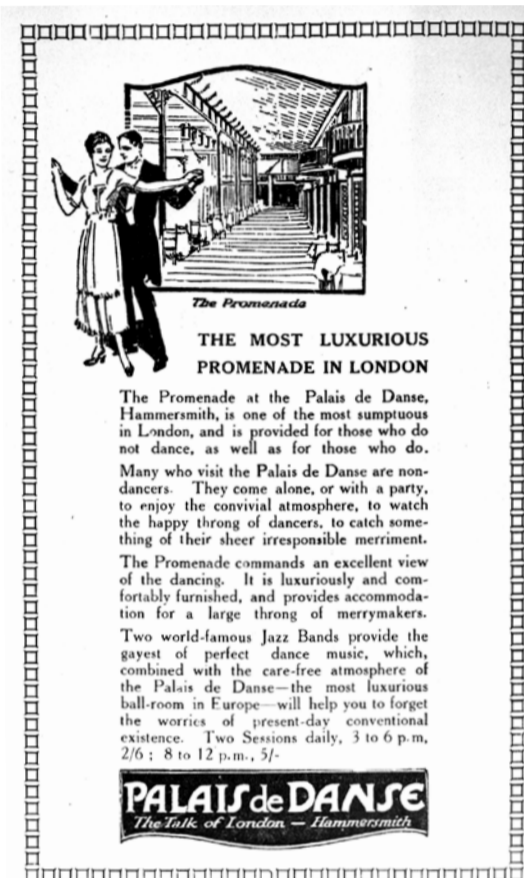 The Promenada
THE MOST LUXURIOUS
PROMENADE IN LONDON
The Promenade at the Palais de Danse,
Hammersmith, is one of the most sumptuous
in London, and is provided for those who do
not dance, as well as for those who do.
Many who visit the Palais de Danse are non-
dancers. They come alone, or with a party,
to enjoy the convivial atmosphere, to watch
the happy throng of dancers, to catch some-
thing of their sheer irresponsible merriment.
The Promenade commands an excellent view
of the dancing. It is luxuriously and com-
fortably furnished, and provides accommoda-
tion for a large throng of merrymakers.
Two world-famous Jazz Bands provide the
gayest of perfect dance music, which,
combined with the care-free atmosphere of
the Palais de Danse—the most luxurious
ball-room in Europe—will help you to forget
the worries of present-day conventional
existence. Two Sessions daily, 3 to 6 p.m,
2/6 ; 8 to 12 p.m., 5/-
PALAIS de DANSE
The Talk of London — Hammersmith